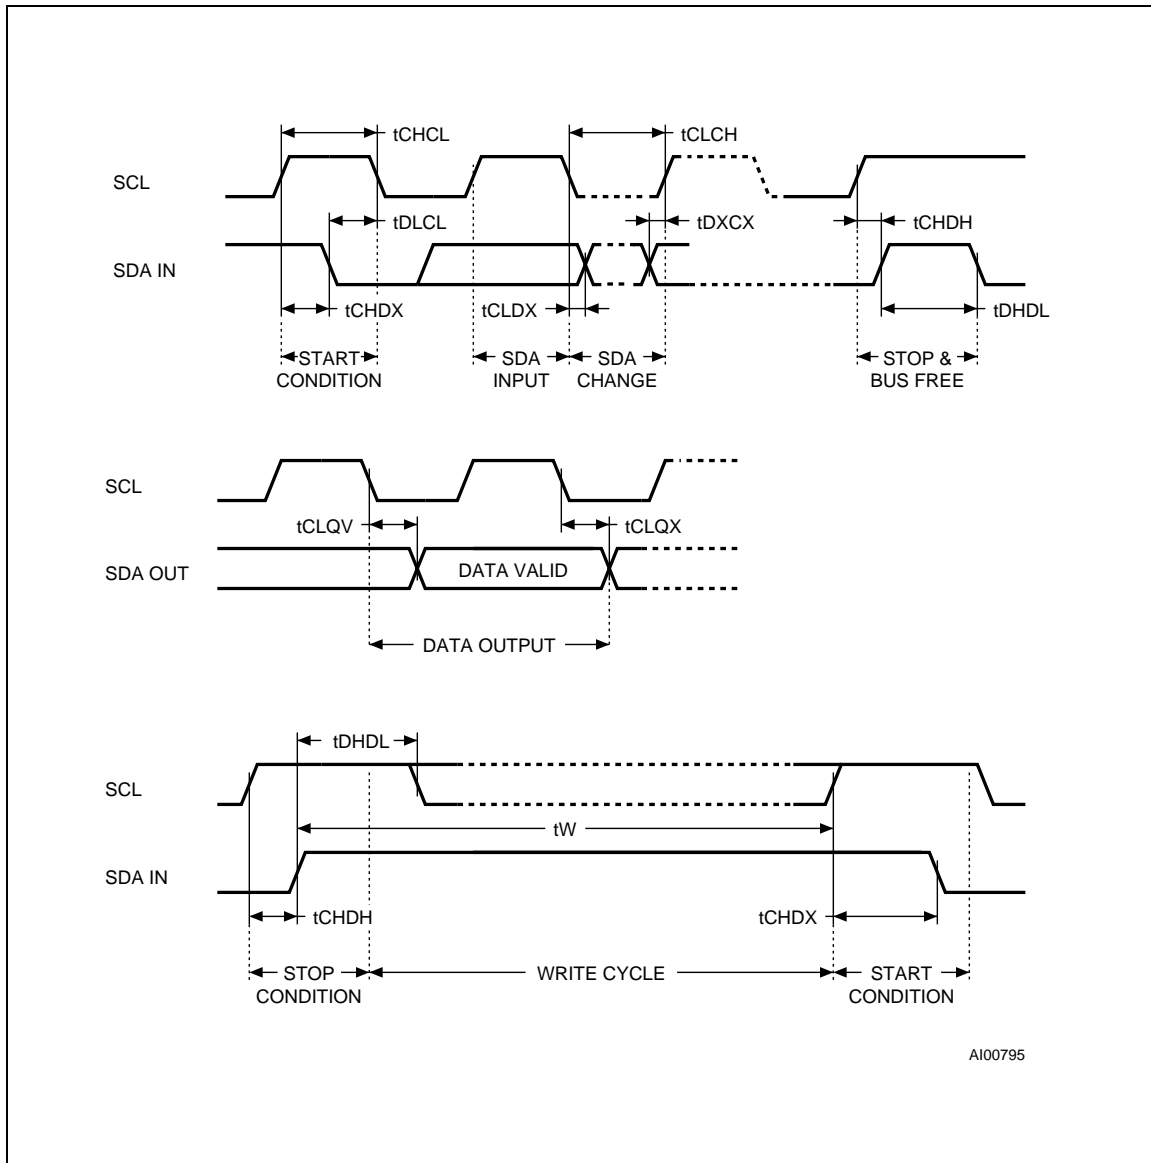 tCHCL
tCLCH
SCL
tDLCL
tDXCX
tCHDH
SDA IN
tCHDX
tCLDX
tDHDL
START
CONDITION
SDA
INPUT
SDA
CHANGE
STOP &
BUS FREE
SCL
tCLQV
tCLQX
SDA OUT
DATA VALID
DATA OUTPUT
tDHDL
SCL
tW
SDA IN
tCHDH
tCHDX
STOP
CONDITION
WRITE CYCLE
START
CONDITION
AI00795